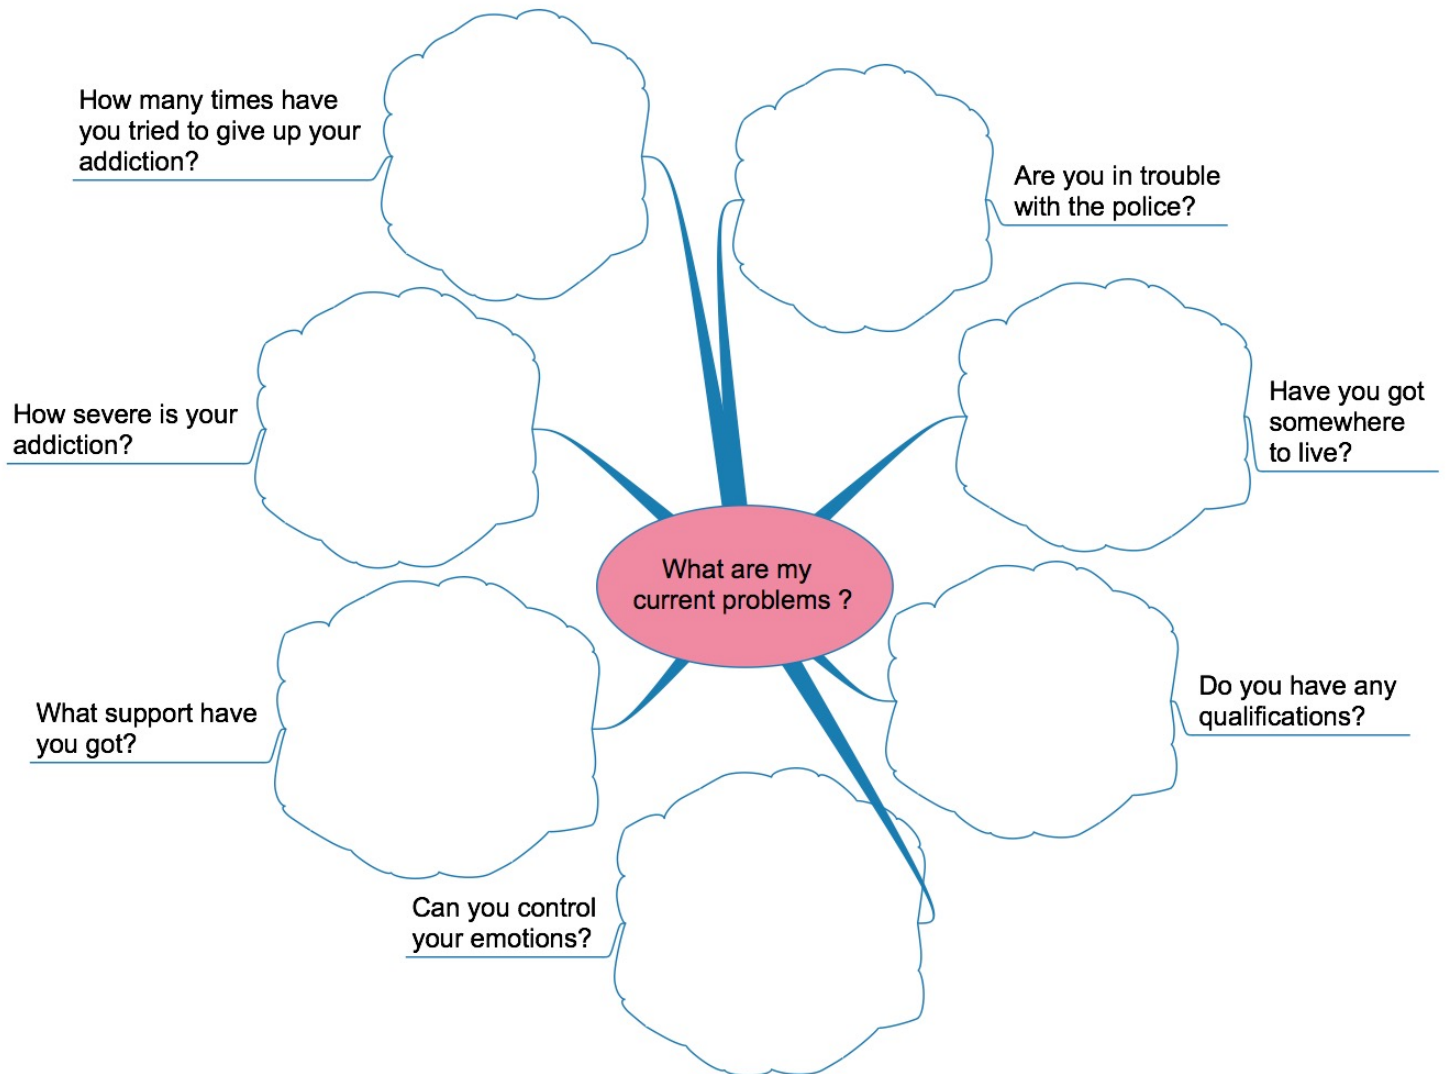 How many times have
you tried to give up your
addiction?
Are you in trouble
with the police?
How severe is your
addiction?
Have you got
somewhere
to live?
What are my
current problems ?
What support have
you got?
Do you have any
qualifications?
Can you control
your emotions?